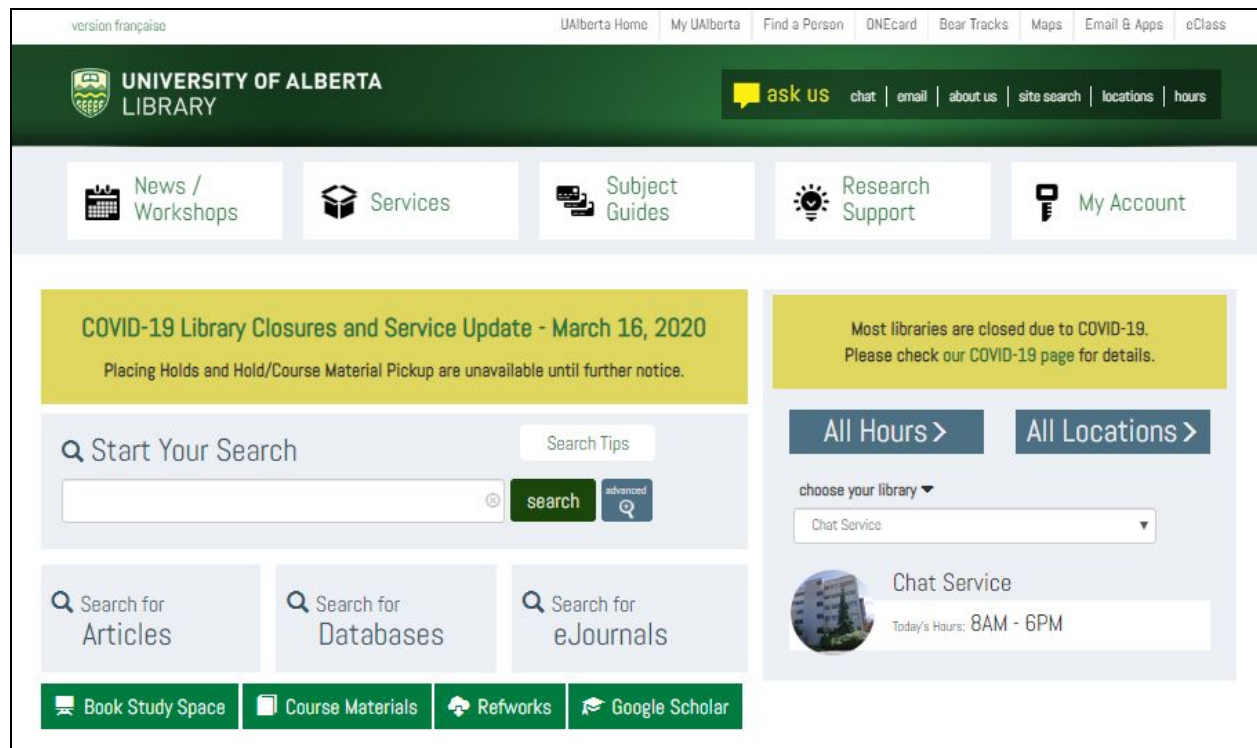 version française
UAlberta Home My UAlberta Find a Person ONEcard Bear Tracks Maps Email & Apps eClass
UNIVERSITY OF ALBERTA
LIBRARY
ask us chat | email | about us | site search | locations | hours
News /
Workshops
Services
Subject
Guides
Research
Support
My Account
COVID-19 Library Closures and Service Update - March 16, 2020
Placing Holds and Hold/Course Material Pickup are unavailable until further notice.
Start Your Search
Search Tips
search
advanced
Search for
Articles
Search for
Databases
Search for
eJournals
Book Study Space
Course Materials
Refworks
Google Scholar
Most libraries are closed due to COVID-19.
Please check our COVID-19 page for details.
All Hours >
All Locations >
choose your library
Chat Service
Chat Service
Today's Hours: 8AM - 6PM